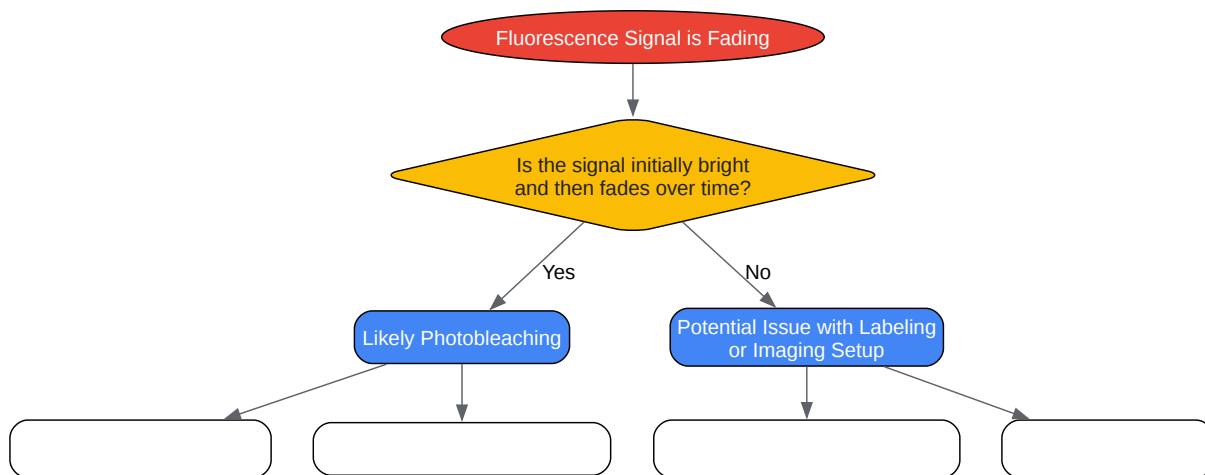 Fluorescence Signal is Fading
Is the signal initially bright
and then fades over time?
Yes
No
Likely Photobleaching
Potential Issue with Labeling
or Imaging Setup